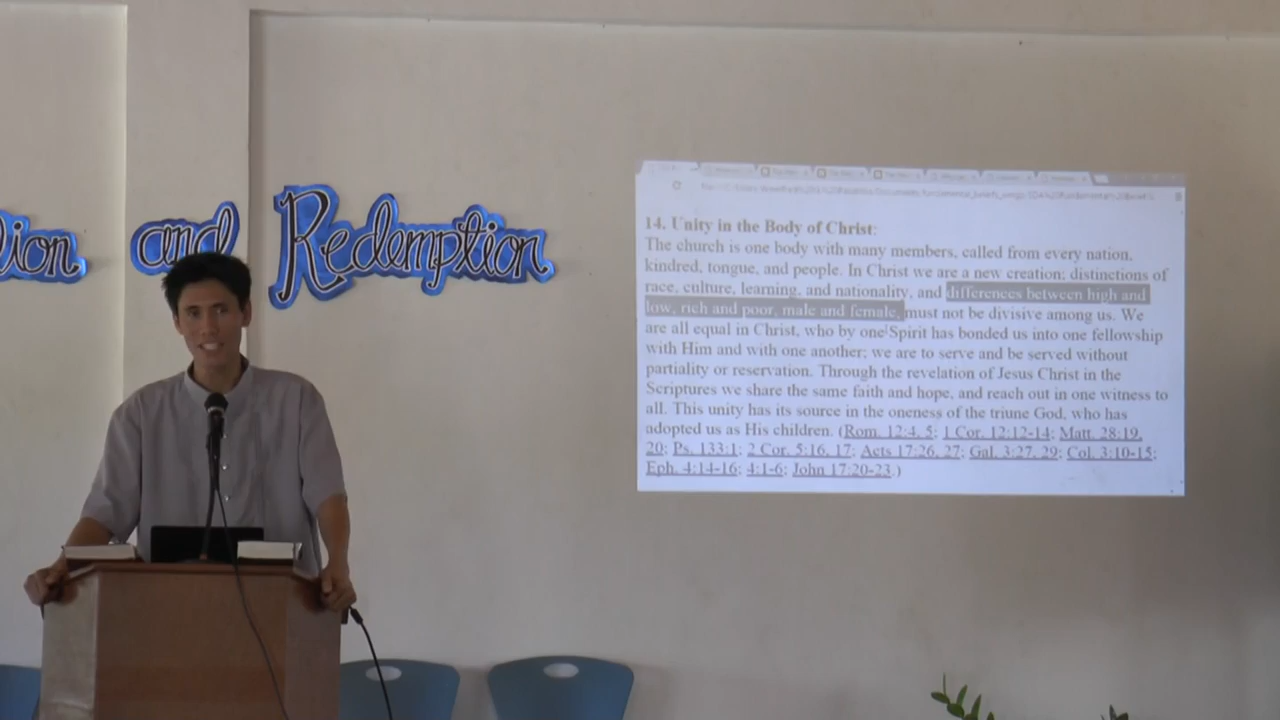 ion and Redemption
14. Unity in the Body of Christ:
The church is one body with many members, called from every nation,
kindred, tongue, and people. In Christ we are a new creation; distinctions of
race, culture, learning, and nationality, and differences between high and
low, rich and poor, male and female, must not be divisive among us. We
are all equal in Christ, who by one Spirit has bonded us into one fellowship
with Him and with one another; we are to serve and be served without
partiality or reservation. Through the revelation of Jesus Christ in the
Scriptures we share the same faith and hope, and reach out in one witness to
all. This unity has its source in the oneness of the triune God, who has
adopted us as His children. (Rom. 12:4, 5; 1 Cor. 12:12-14; Matt. 28:19,
20; Ps. 133:1; 2 Cor. 5:16, 17; Acts 17:26, 27; Gal. 3:27, 29; Col. 3:10-15;
Eph. 4:14-16; 4:1-6; John 17:20-23.)